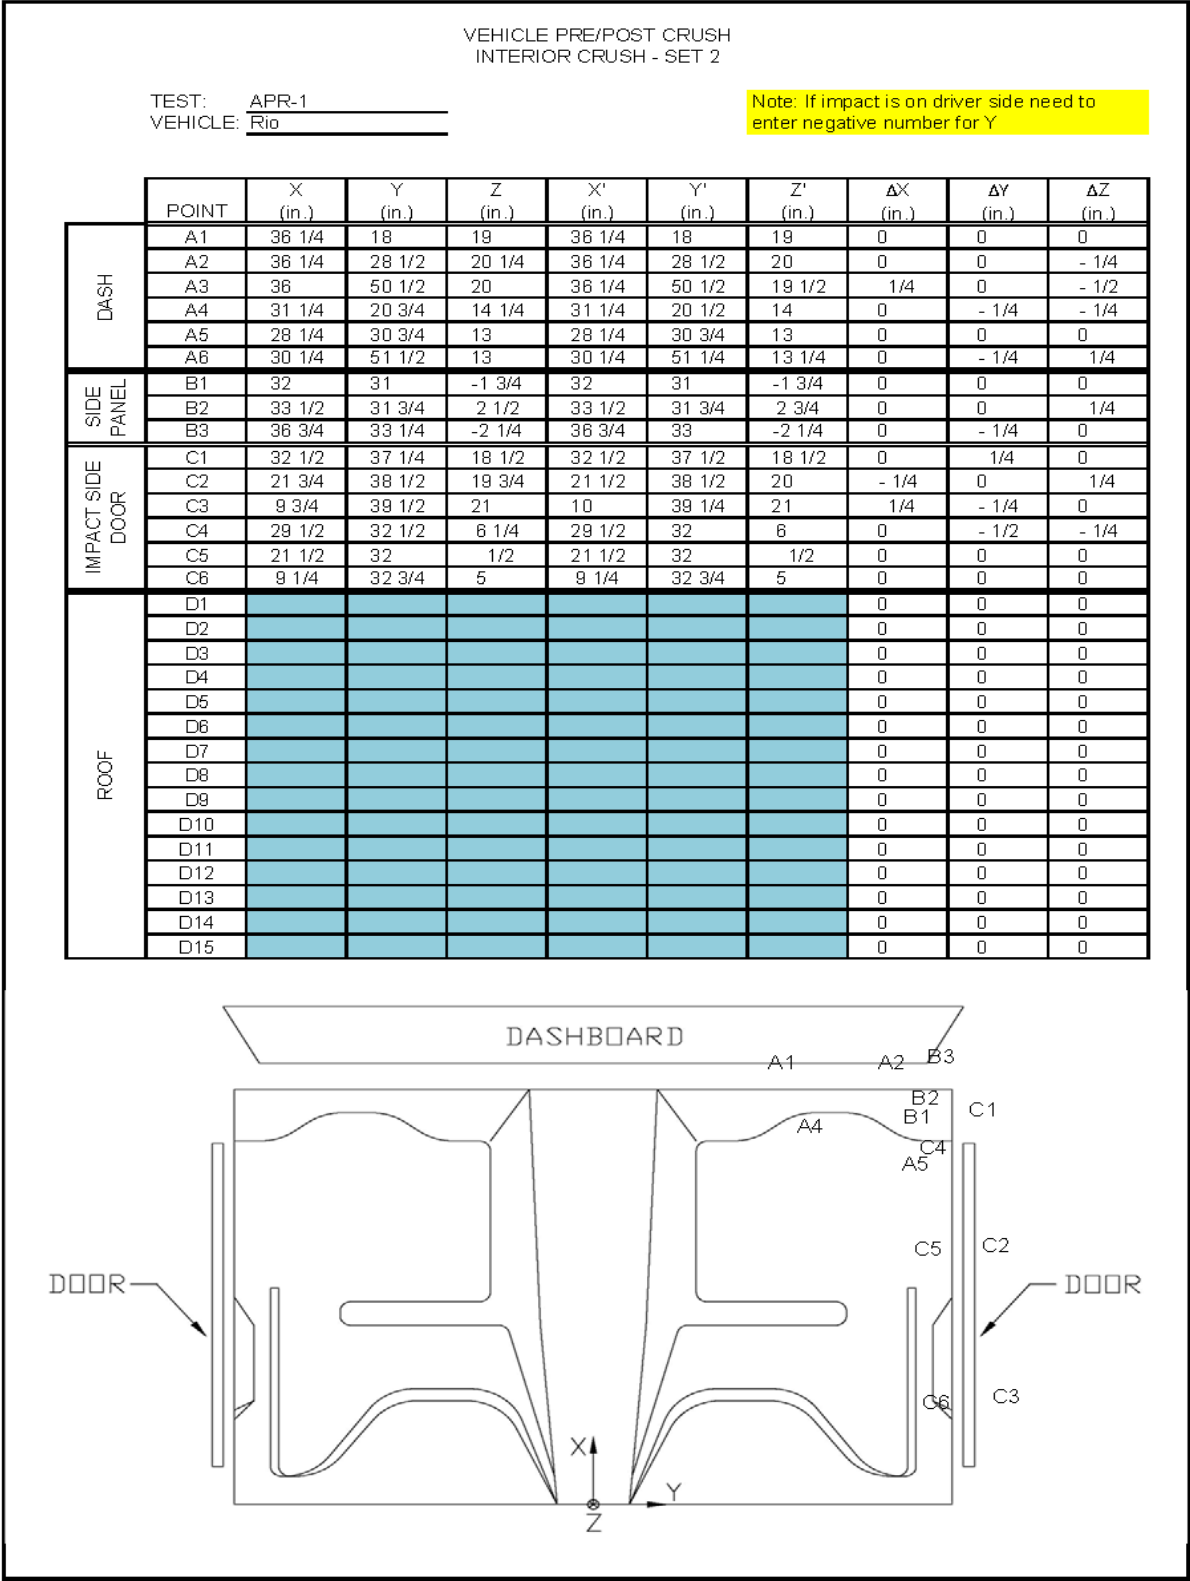 VEHICLE PRE/POST CRUSH
INTERIOR CRUSH - SET 2
TEST: APR-1
VEHICLE: Rio
Note: If impact is on driver side need to
enter negative number for Y
POINT X (in.) Y (in.) Z (in.) X' (in.) Y' (in.) Z' (in.) ΔX (in.) ΔY (in.) ΔZ (in.)
DASH
A1 36 1/4 18 19 36 1/4 18 19 0 0 0
A2 36 1/4 28 1/2 20 1/4 36 1/4 28 1/2 20 0 0 - 1/4
A3 36 50 1/2 20 36 1/4 50 1/2 19 1/2 1/4 0 - 1/2
A4 31 1/4 20 3/4 14 1/4 31 1/4 20 1/2 14 0 - 1/4 - 1/4
A5 28 1/4 30 3/4 13 28 1/4 30 3/4 13 0 0 0
A6 30 1/4 51 1/2 13 30 1/4 51 1/4 13 1/4 0 - 1/4 1/4
SIDE PANEL
B1 32 31 -1 3/4 32 31 -1 3/4 0 0 0
B2 33 1/2 31 3/4 2 1/2 33 1/2 31 3/4 2 3/4 0 0 1/4
B3 36 3/4 33 1/4 -2 1/4 36 3/4 33 -2 1/4 0 - 1/4 0
IMPACT SIDE DOOR
C1 32 1/2 37 1/4 18 1/2 32 1/2 37 1/2 18 1/2 0 1/4 0
C2 21 3/4 38 1/2 19 3/4 21 1/2 38 1/2 20 - 1/4 0 1/4
C3 9 3/4 39 1/2 21 10 39 1/4 21 1/4 - 1/4 0
C4 29 1/2 32 1/2 6 1/4 29 1/2 32 6 0 - 1/2 - 1/4
C5 21 1/2 32 1/2 21 1/2 32 1/2 0 0 0
C6 9 1/4 32 3/4 5 9 1/4 32 3/4 5 0 0 0
ROOF
D1 0 0 0
D2 0 0 0
D3 0 0 0
D4 0 0 0
D5 0 0 0
D6 0 0 0
D7 0 0 0
D8 0 0 0
D9 0 0 0
D10 0 0 0
D11 0 0 0
D12 0 0 0
D13 0 0 0
D14 0 0 0
D15 0 0 0
DASHBOARD
A1 A2 B3
B2
B1 C1
A4
C4
A5
C5 C2
DOOR DOOR
C6 C3
X
Y
Z